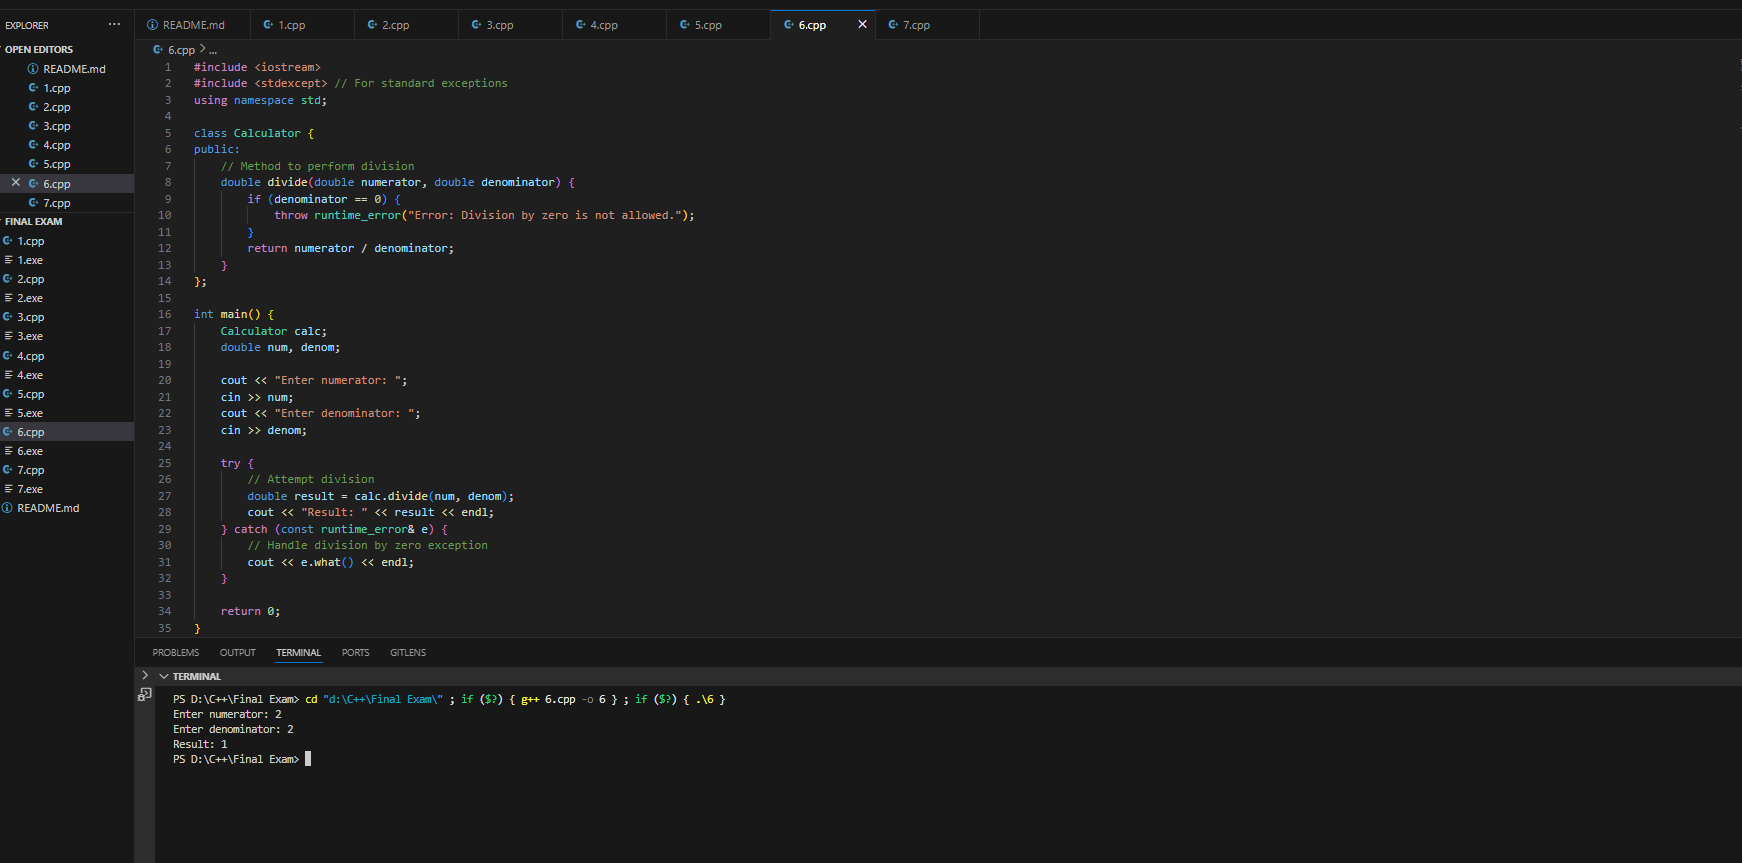 EXPLORER ...
OPEN EDITORS
README.md
1.cpp
2.cpp
3.cpp
4.cpp
5.cpp
6.cpp
7.cpp
FINAL EXAM
1.cpp
1.exe
2.cpp
2.exe
3.cpp
3.exe
4.cpp
4.exe
5.cpp
5.exe
6.cpp
6.exe
7.cpp
7.exe
README.md
README.md 1.cpp 2.cpp 3.cpp 4.cpp 5.cpp 6.cpp 7.cpp
6.cpp > ...
1 #include <iostream>
2 #include <stdexcept> // For standard exceptions
3 using namespace std;
4
5 class Calculator {
6 public:
7     // Method to perform division
8     double divide(double numerator, double denominator) {
9         if (denominator == 0) {
10             throw runtime_error("Error: Division by zero is not allowed.");
11         }
12         return numerator / denominator;
13     }
14 };
15
16 int main() {
17     Calculator calc;
18     double num, denom;
19
20     cout << "Enter numerator: ";
21     cin >> num;
22     cout << "Enter denominator: ";
23     cin >> denom;
24
25     try {
26         // Attempt division
27         double result = calc.divide(num, denom);
28         cout << "Result: " << result << endl;
29     } catch (const runtime_error& e) {
30         // Handle division by zero exception
31         cout << e.what() << endl;
32     }
33
34     return 0;
35 }
PROBLEMS OUTPUT TERMINAL PORTS GITLENS
TERMINAL
PS D:\C++\Final Exam> cd "d:\C++\Final Exam\" ; if ($?) { g++ 6.cpp -o 6 } ; if ($?) { .\6 }
Enter numerator: 2
Enter denominator: 2
Result: 1
PS D:\C++\Final Exam>